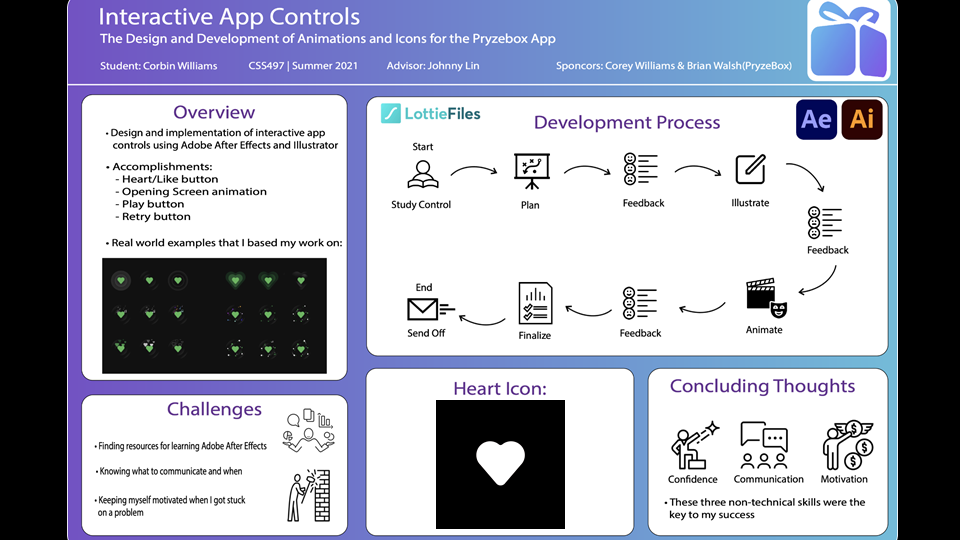 Interactive App Controls
The Design and Development of Animations and Icons for the Pryzebox App
Student: Corbin Williams CSS497 | Summer 2021 Advisor: Johnny Lin Sponcors: Corey Williams & Brian Walsh(PryzeBox)
Overview
• Design and implementation of interactive app
controls using Adobe After Effects and Illustrator
• Accomplishments:
- Heart/Like button
- Opening Screen animation
- Play button
- Retry button
• Real world examples that I based my work on:
Challenges
• Finding resources for learning Adobe After Effects
• Knowing what to communicate and when
• Keeping myself motivated when I got stuck
on a problem
LottieFiles
Development Process
Ae
Ai
Start
Study Control
Plan
Feedback
Illustrate
Feedback
Animate
Feedback
Finalize
End
Send Off
Heart Icon:
Concluding Thoughts
Confidence
Communication
Motivation
• These three non-technical skills were the
key to my success